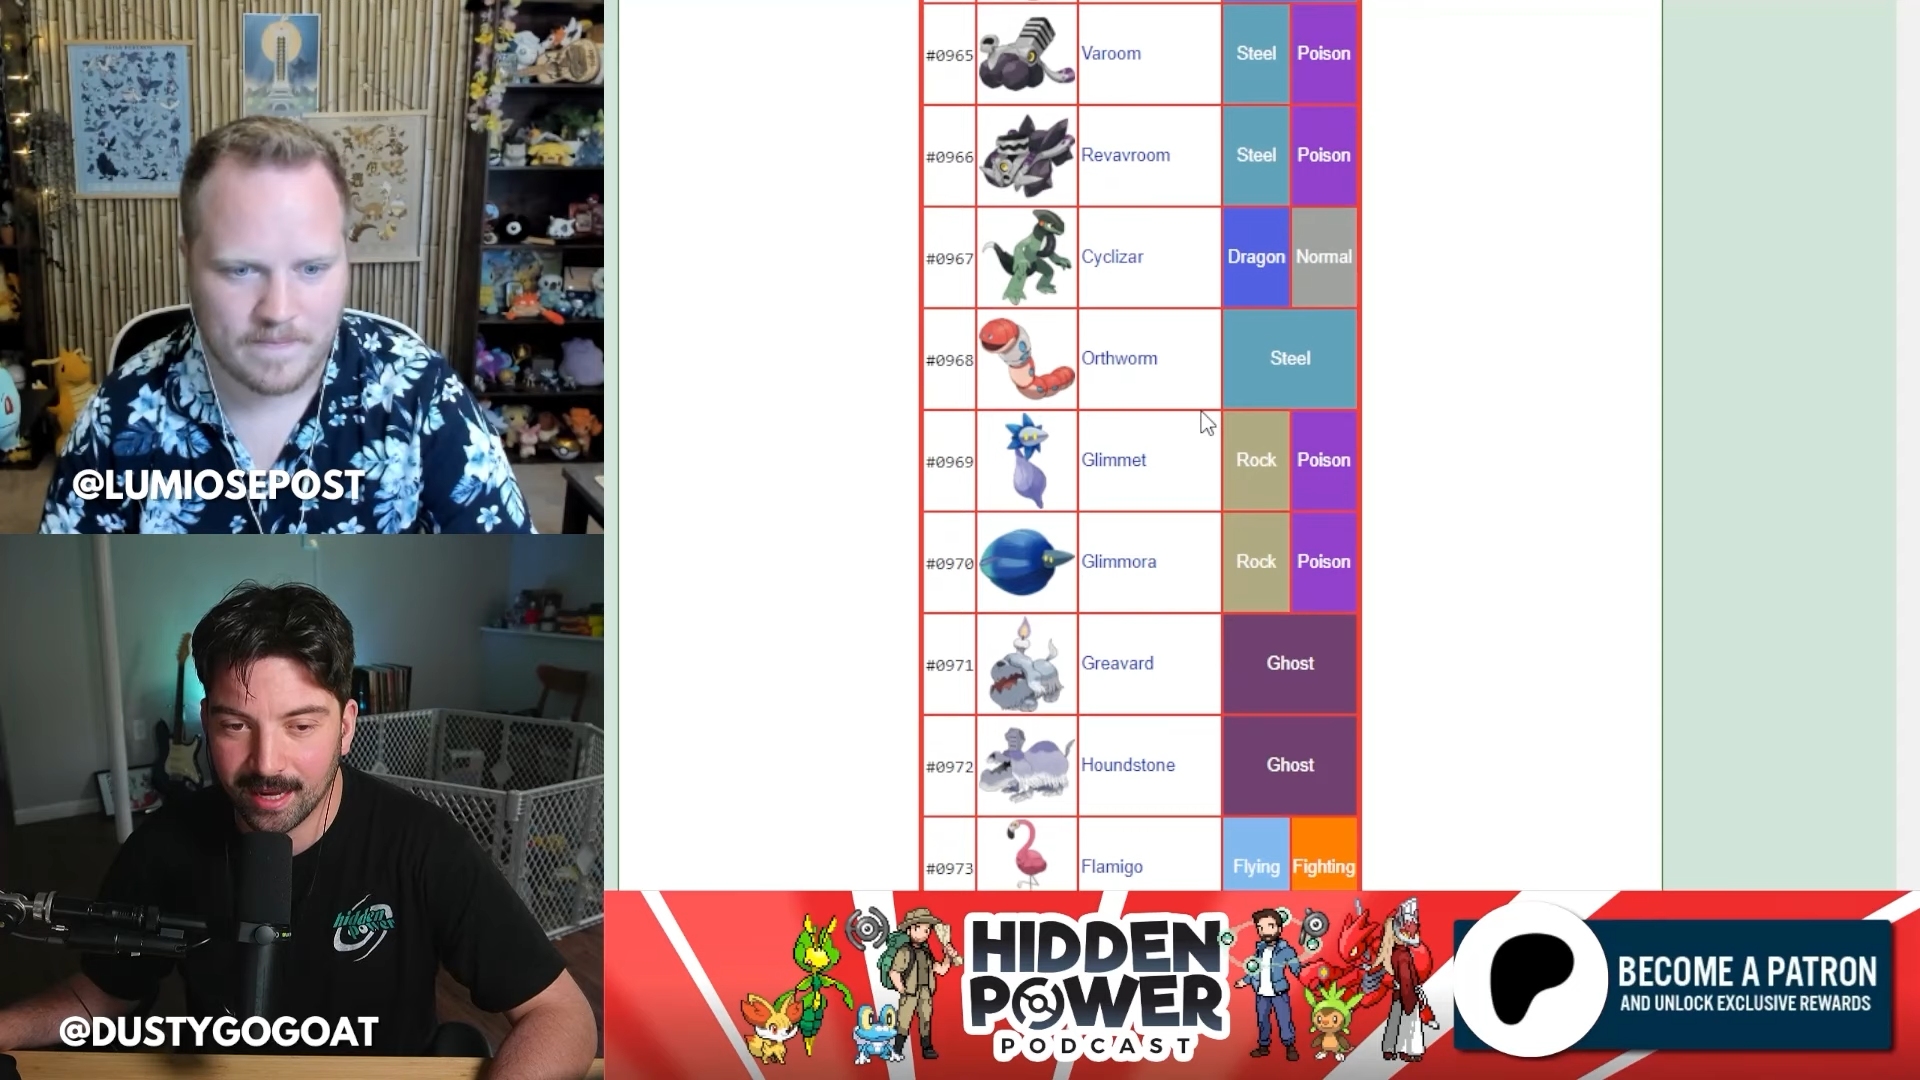 @LUMIOSEPOST
@DUSTYGOGOAT
hidden
power
#0965 Varoom Steel Poison
#0966 Revavroom Steel Poison
#0967 Cyclizar Dragon Normal
#0968 Orthworm Steel
#0969 Glimmet Rock Poison
#0970 Glimmora Rock Poison
#0971 Greavard Ghost
#0972 Houndstone Ghost
#0973 Flamigo Flying Fighting
HIDDEN
POWER
PODCAST
BECOME A PATRON
AND UNLOCK EXCLUSIVE REWARDS